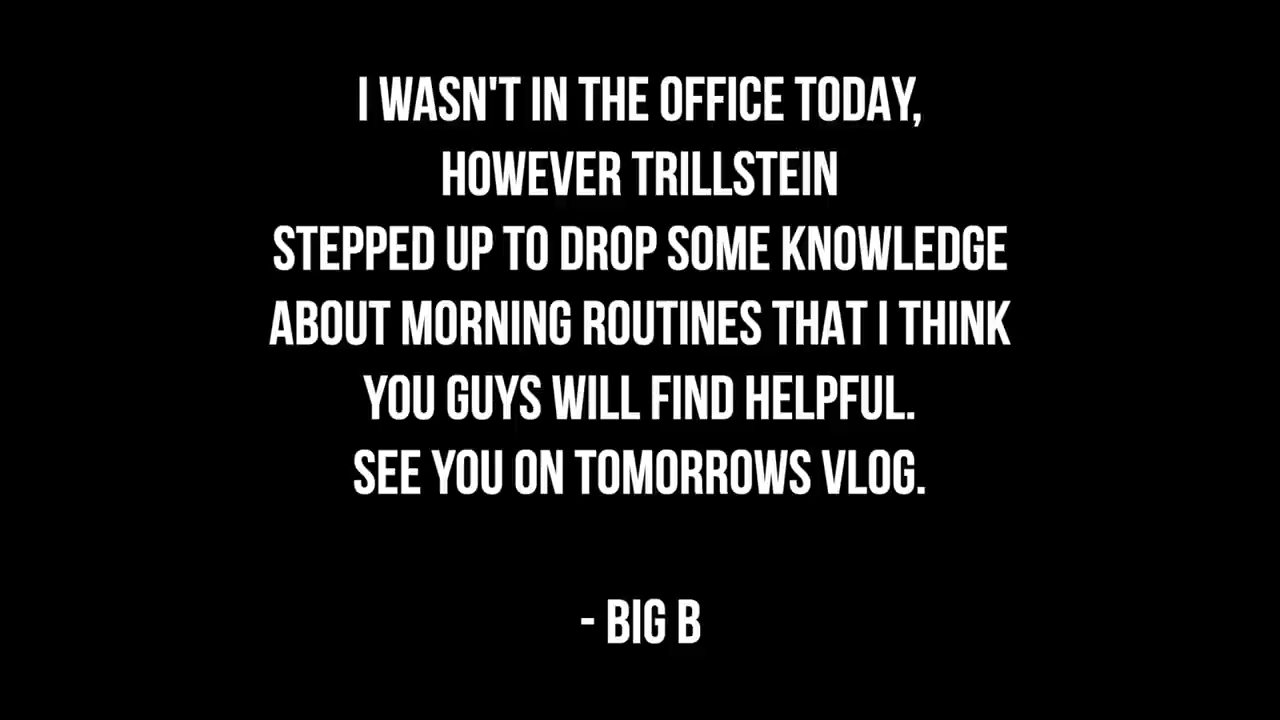 I WASN'T IN THE OFFICE TODAY,
HOWEVER TRILLSTEIN
STEPPED UP TO DROP SOME KNOWLEDGE
ABOUT MORNING ROUTINES THAT I THINK
YOU GUYS WILL FIND HELPFUL.
SEE YOU ON TOMORROWS VLOG.
- BIG B